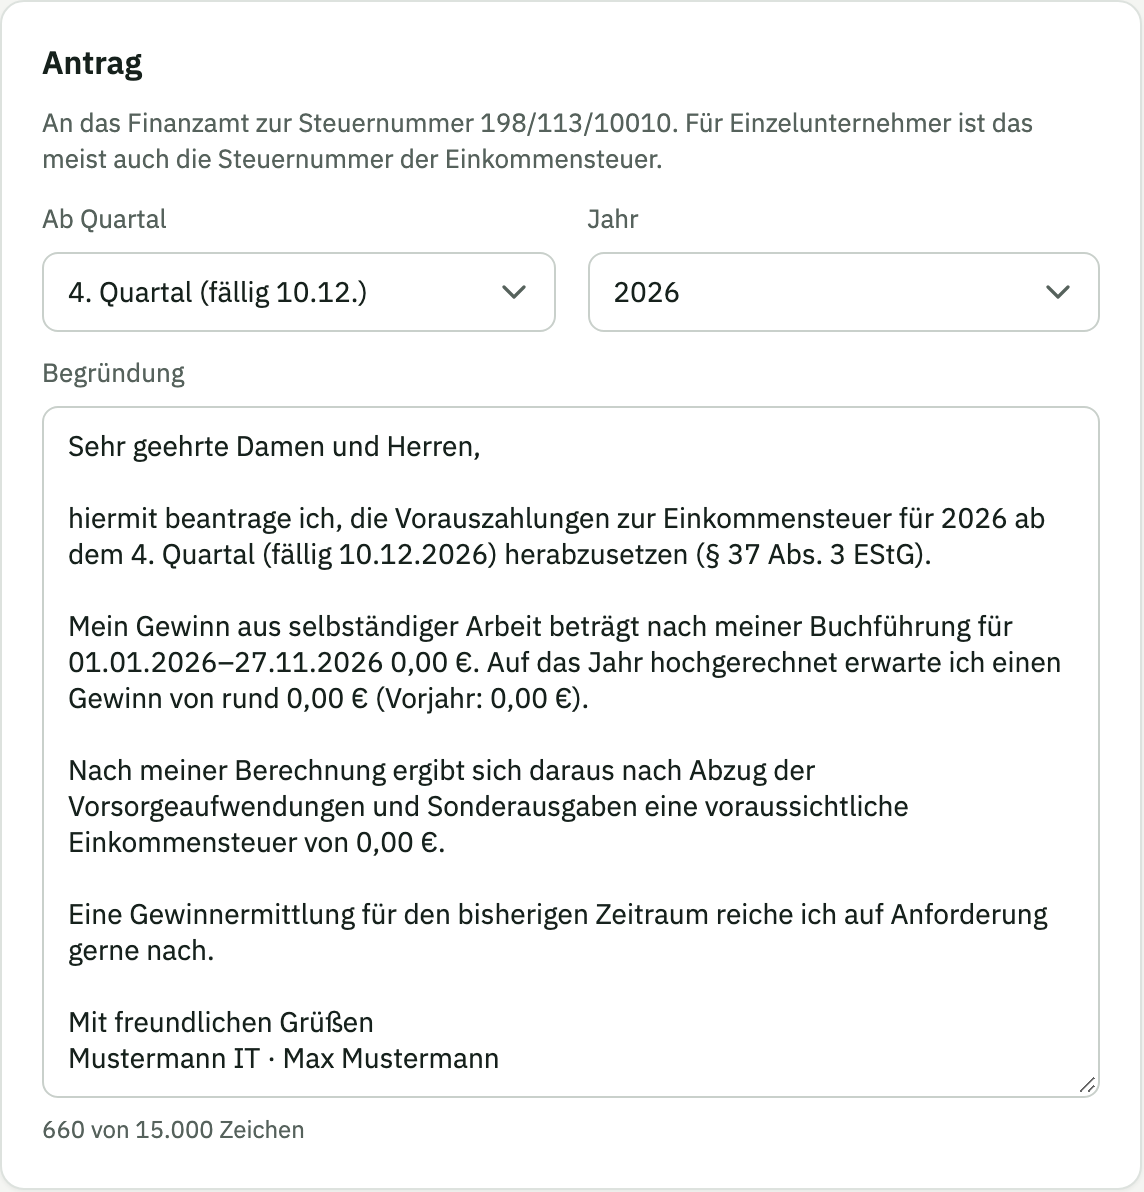 Antrag
An das Finanzamt zur Steuernummer 198/113/10010. Für Einzelunternehmer ist das
meist auch die Steuernummer der Einkommensteuer.
Ab Quartal
Jahr
4. Quartal (fällig 10.12.)
2026
Begründung
Sehr geehrte Damen und Herren,
hiermit beantrage ich, die Vorauszahlungen zur Einkommensteuer für 2026 ab
dem 4. Quartal (fällig 10.12.2026) herabzusetzen (§ 37 Abs. 3 EStG).
Mein Gewinn aus selbständiger Arbeit beträgt nach meiner Buchführung für
01.01.2026–27.11.2026 0,00 €. Auf das Jahr hochgerechnet erwarte ich einen
Gewinn von rund 0,00 € (Vorjahr: 0,00 €).
Nach meiner Berechnung ergibt sich daraus nach Abzug der
Vorsorgeaufwendungen und Sonderausgaben eine voraussichtliche
Einkommensteuer von 0,00 €.
Eine Gewinnermittlung für den bisherigen Zeitraum reiche ich auf Anforderung
gerne nach.
Mit freundlichen Grüßen
Mustermann IT · Max Mustermann
660 von 15.000 Zeichen